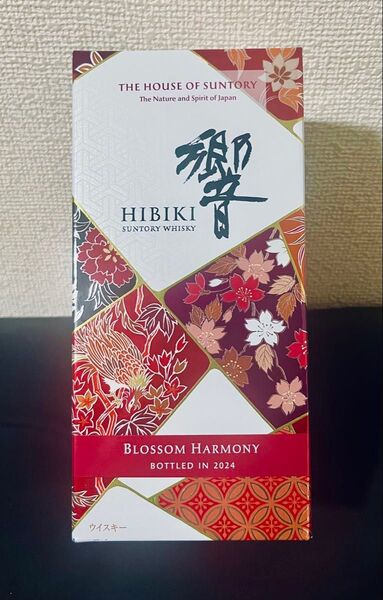 THE HOUSE OF SUNTORY
The Nature and Spirit of Japan
響
HIBIKI
SUNTORY WHISKY
BLOSSOM HARMONY
BOTTLED IN 2024
ウイスキー